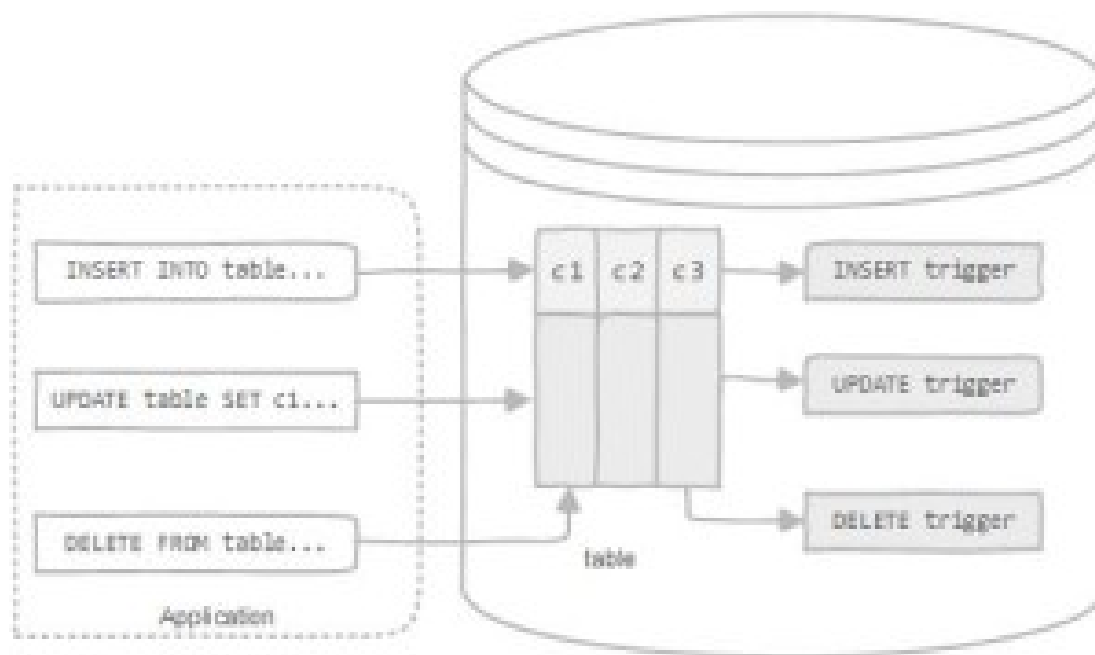 INSERT INTO table...
c1 c2 c3
INSERT trigger
UPDATE table SET c1...
UPDATE trigger
DELETE FROM table...
DELETE trigger
table
Application